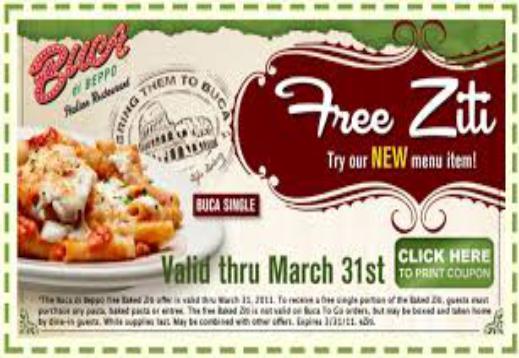 Buca
di BEPPO
Italian Restaurant
BRING THEM TO BUCA
Free Ziti
Try our NEW menu item!
BUCA SINGLE
Valid thru March 31st
CLICK HERE
TO PRINT COUPON
*The Buca di Beppo free Baked Ziti offer is valid thru March 31, 2011. To receive a free single portion of the Baked Ziti, guests must
purchase any pasta, baked pasta or entree. The free Baked Ziti is not valid on Buca To Go orders, but may be boxed and taken home
by dine-in guests. While supplies last. May be combined with other offers. Expires 3/31/11.